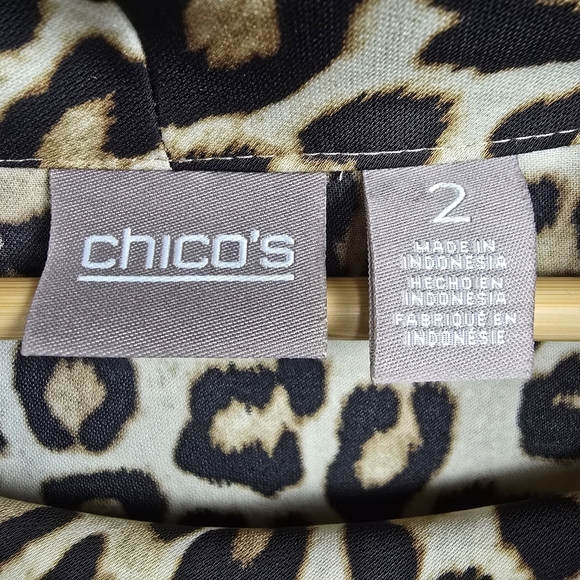 chico's
2
MADE IN
INDONESIA
HECHO EN
INDONESIA
FABRIQUÉ EN
INDONÉSIE